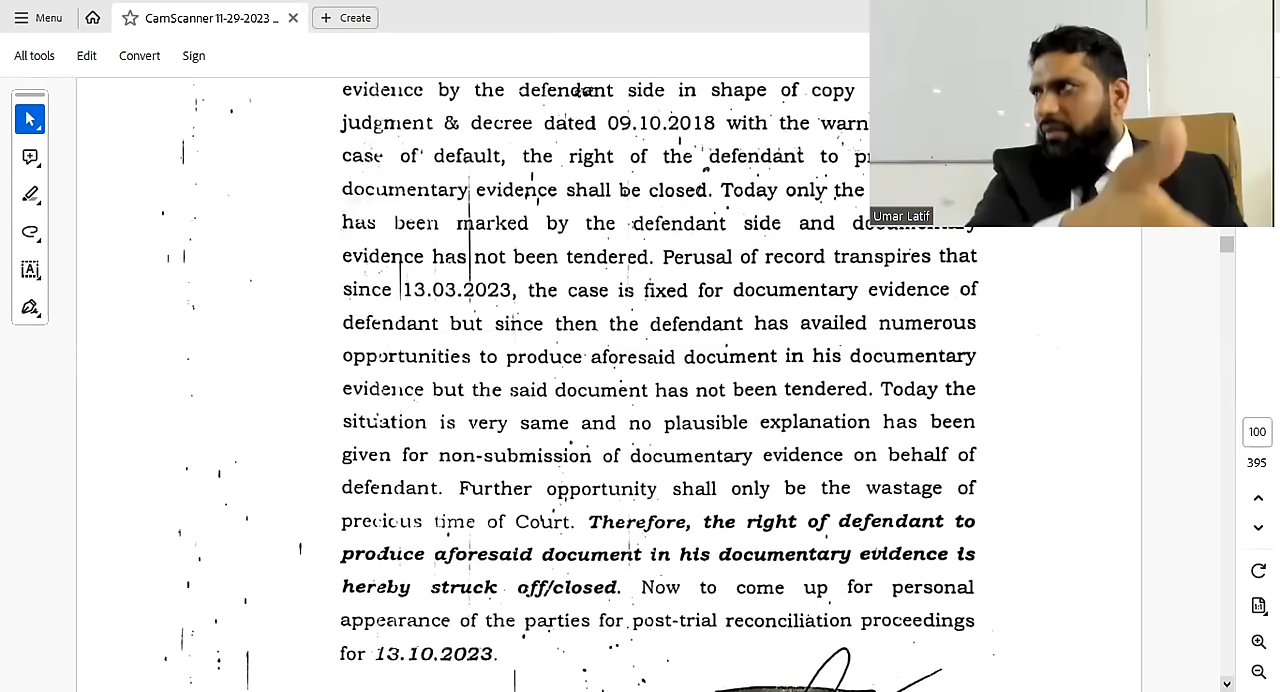 Menu
CamScanner 11-29-2023 _
Create
All tools Edit Convert Sign
evidence by the defendant side in shape of copy
judgment & decree dated 09.10.2018 with the warn
case of default, the right of the defendant to
documentary evidence shall be closed. Today only the
has been marked by the defendant side and
evidence has not been tendered. Perusal of record transpires that
since 13.03.2023, the case is fixed for documentary evidence of
defendant but since then the defendant has availed numerous
opportunities to produce aforesaid document in his documentary
evidence but the said document has not been tendered. Today the
situation is very same and no plausible explanation has been
given for non-submission of documentary evidence on behalf of
defendant. Further opportunity shall only be the wastage of
precious time of Court. Therefore, the right of defendant to
produce aforesaid document in his documentary evidence is
hereby struck off/closed. Now to come up for personal
appearance of the parties for post-trial reconciliation proceedings
for 13.10.2023.
Umar Latif
100
395